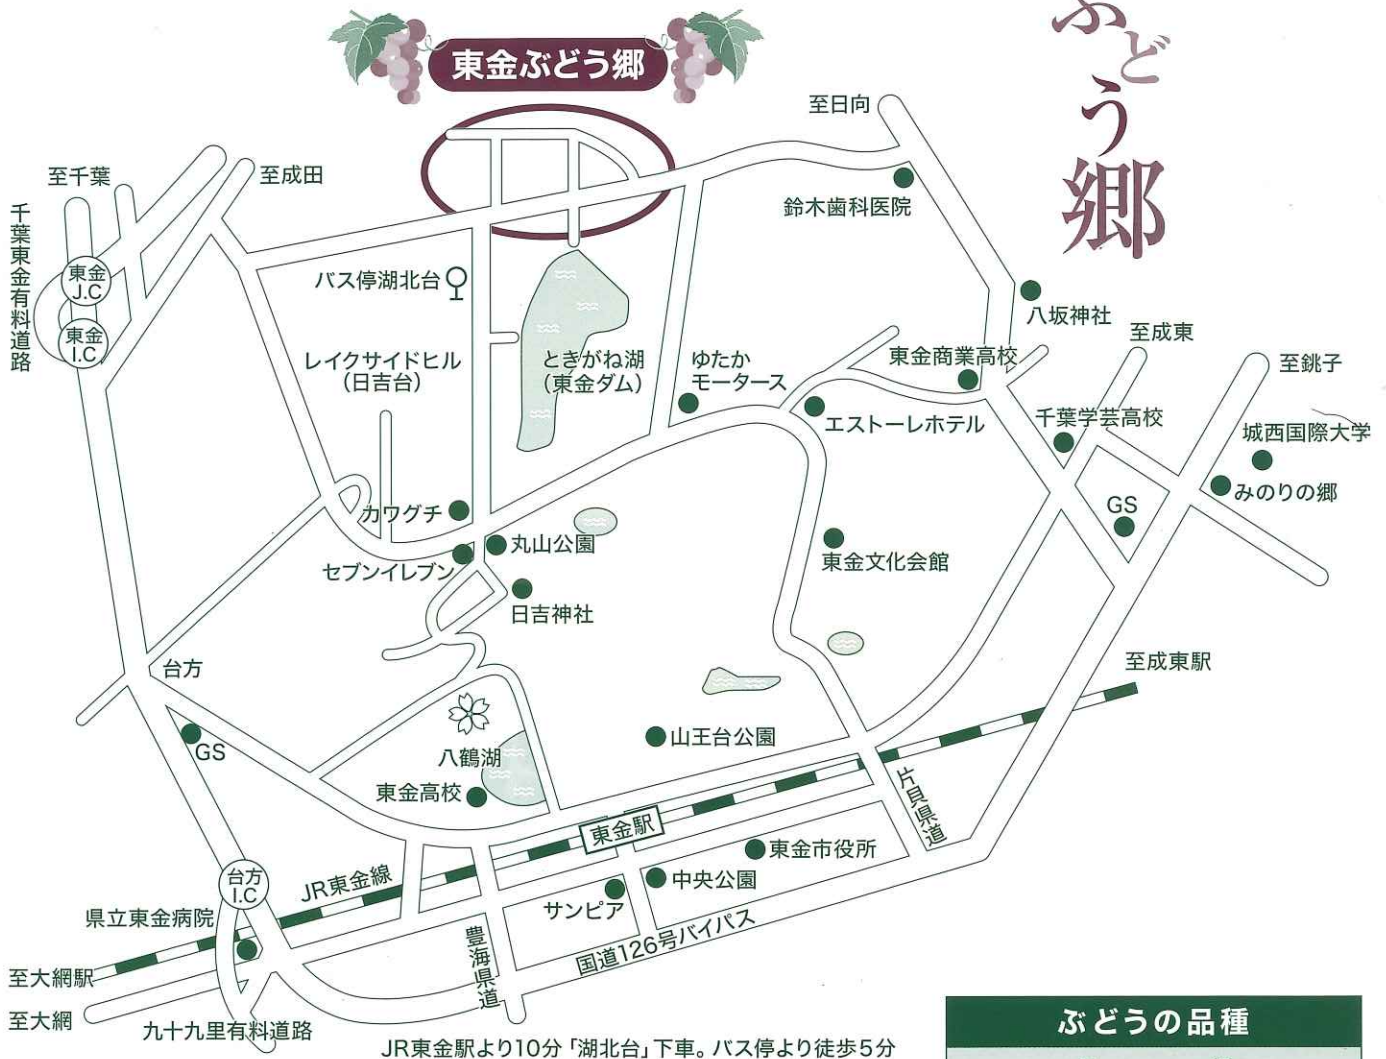 ぶどう郷
東金ぶどう郷
至日向
至千葉
至成田
千葉東金有料道路
鈴木歯科医院
東金
J.C
東金
I.C
バス停湖北台
八坂神社
至成東
レイクサイドヒル
(日吉台)
ときがね湖
(東金ダム)
ゆたか
モータース
東金商業高校
至銚子
エストーレホテル
千葉学芸高校
城西国際大学
みのりの郷
GS
カワグチ
丸山公園
セブンイレブン
東金文化会館
日吉神社
台方
至成東駅
GS
八鶴湖
山王台公園
東金高校
片貝県道
東金駅
東金市役所
台方
I.C
JR東金線
中央公園
サンピア
県立東金病院
豊海県道
国道126号バイパス
至大網駅
至大網
九十九里有料道路
JR東金駅より10分「湖北台」下車。バス停より徒歩5分
ぶどうの品種